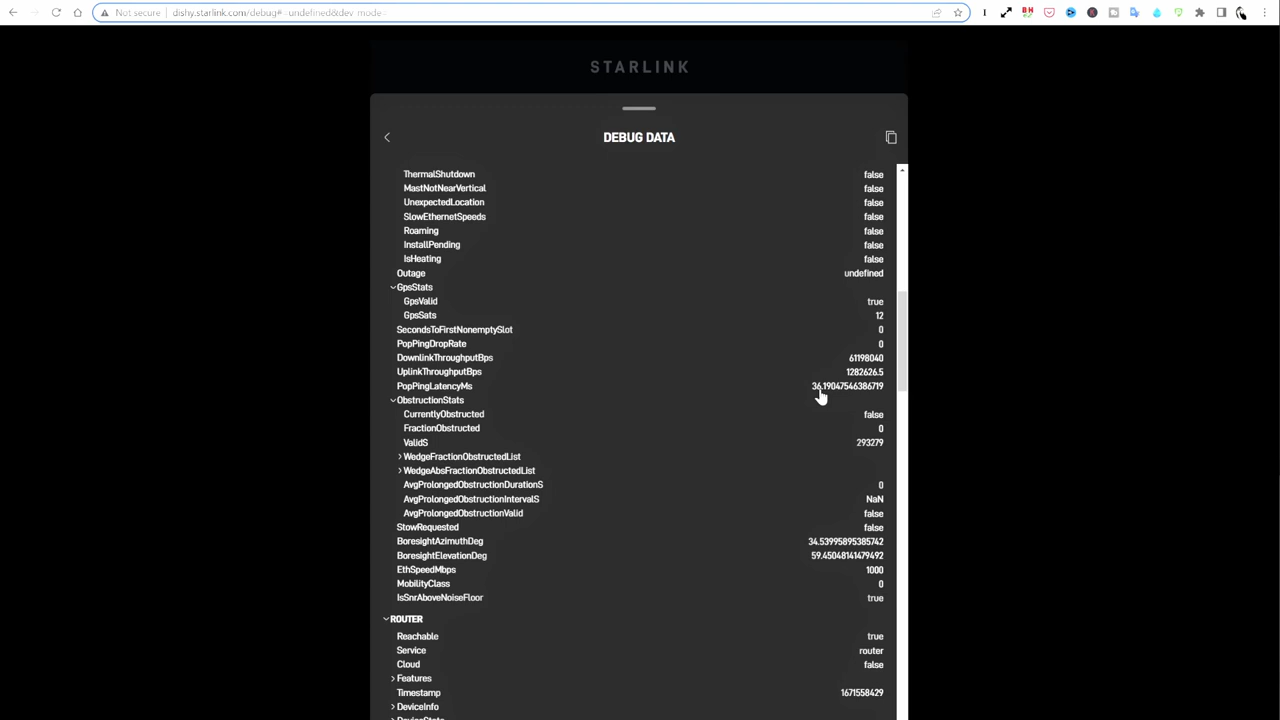 Not secure | dishy.starlink.com/debug#-undefined&dev-mode-
STARLINK
DEBUG DATA
ThermalShutdown false
MastNotNearVertical false
UnexpectedLocation false
SlowEthernetSpeeds false
Roaming false
InstallPending false
IsHeating false
Outage undefined
GpsStats
GpsValid true
GpsSats 12
SecondsToFirstNonemptySlot 0
PopPingDropRate 0
DownlinkThroughputBps 61198040
UplinkThroughputBps 1282626.5
PopPingLatencyMs 36.19047546386719
ObstructionStats
CurrentlyObstructed false
FractionObstructed 0
ValidS 293279
WedgeFractionObstructedList
WedgeAbsFractionObstructedList
AvgProlongedObstructionDurationS 0
AvgProlongedObstructionIntervalS NaN
AvgProlongedObstructionValid false
StowRequested false
BoresightAzimuthDeg 34.53995895385742
BoresightElevationDeg 59.45048141479492
EthSpeedMbps 1000
MobilityClass 0
IsSnrAboveNoiseFloor true
ROUTER
Reachable true
Service router
Cloud false
Features
Timestamp 1671558429
DeviceInfo
DeviceState